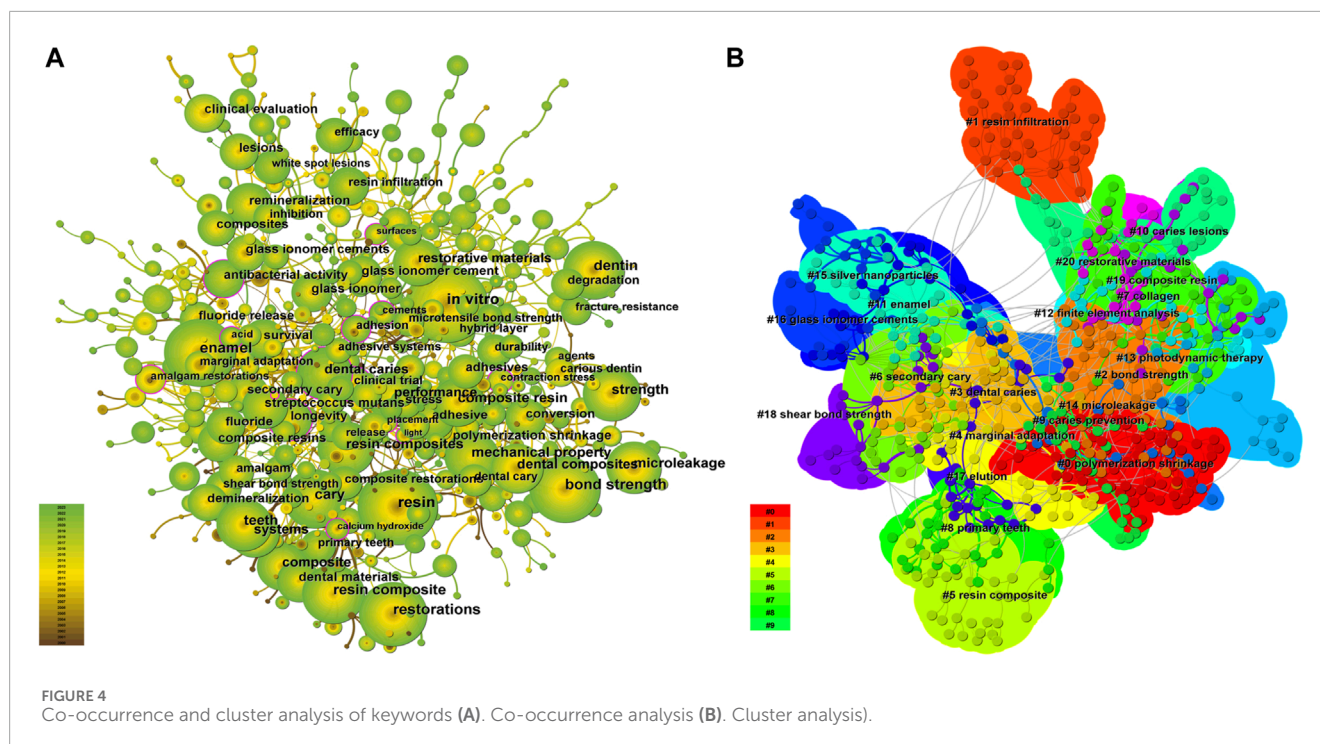 A
clinical evaluation
efficacy
lesions
white spot lesions
resin infiltration
remineralization
inhibition
composites
surfaces
glass ionomer cements
restorative materials
dentin
glass ionomer cement
antibacterial activity
degradation
glass ionomer
in vitro
fracture resistance
cements
microtensile bond strength
fluoride release
adhesion
hybrid layer
acid
survival
enamel
adhesive systems
durability
marginal adaptation
agents
dental caries
adhesives
carious dentin
amalgam restorations
clinical trial
contraction stress
secondary cary
performance
strength
streptococcus mutans
stress
composite resin
longevity
placement
adhesive
conversion
fluoride
release
light
composite resins
resin-composites
polymerization shrinkage
mechanical property
amalgam
dental composites
microleakage
shear bond strength
composite restorations
dental cary
bond strength
demineralization
cary
resin
teeth
systems
calcium hydroxide
primary teeth
composite
dental materials
resin composite
restorations
B
#1 resin infiltration
#10 caries lesions
#20 restorative materials
#15 silver nanoparticles
#19 composite resin
#7 collagen
#11 enamel
#16 glass ionomer cements
#12 finite element analysis
#13 photodynamic therapy
#6 secondary cary
#2 bond strength
#3 dental caries
#14 microleakage
#18 shear bond strength
#9 caries prevention
#4 marginal adaptation
#0 polymerization shrinkage
#17 elution
#8 primary teeth
#5 resin composite
#0
#1
#2
#3
#4
#5
#6
#7
#8
#9
FIGURE 4
Co-occurrence and cluster analysis of keywords (A). Co-occurrence analysis (B). Cluster analysis).